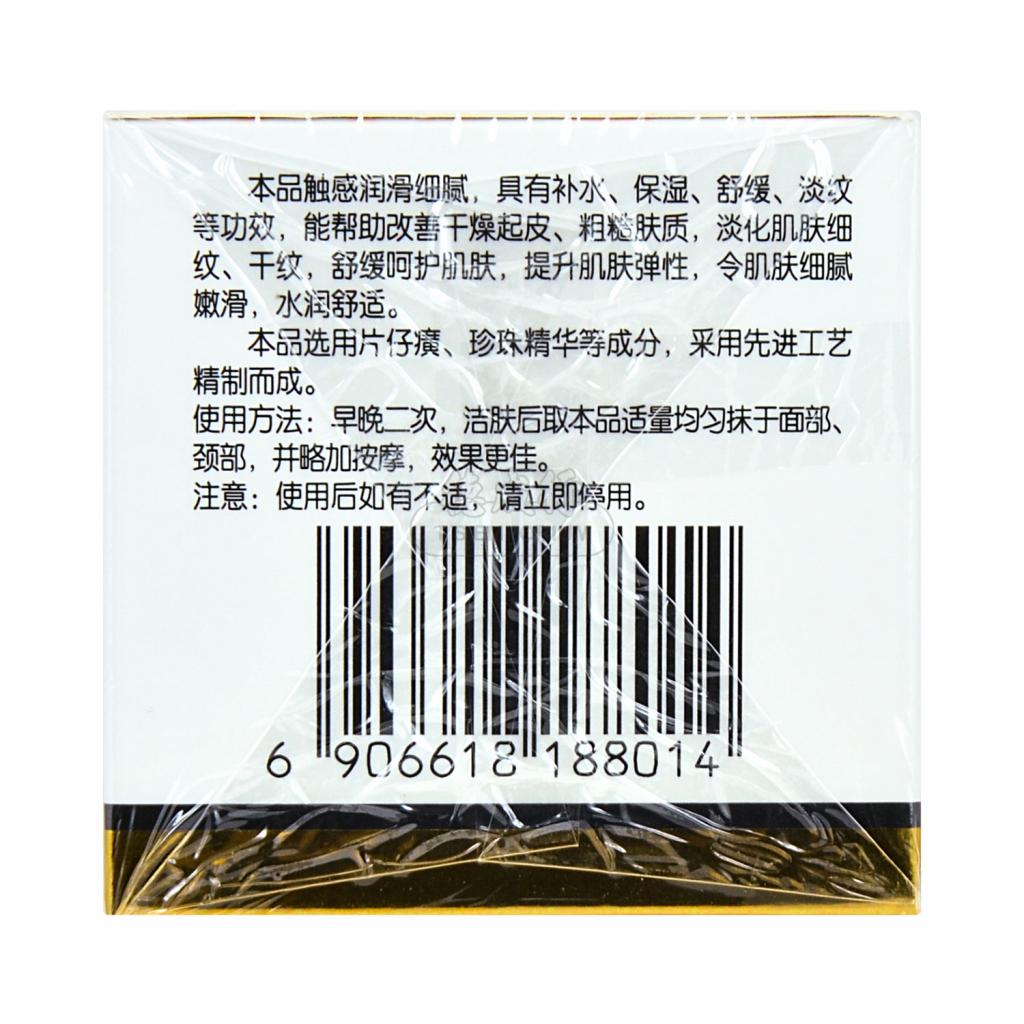 本品触感润滑细腻，具有补水、保湿、舒缓、淡纹
等功效，能帮助改善干燥起皮、粗糙肤质，淡化肌肤细
纹、干纹，舒缓呵护肌肤，提升肌肤弹性，令肌肤细腻
嫩滑，水润舒适。
本品选用片仔癀、珍珠精华等成分，采用先进工艺
精制而成。
使用方法：早晚二次，洁肤后取本品适量均匀抹于面部、
颈部，并略加按摩，效果更佳。
注意：使用后如有不适，请立即停用。
6 906618 188014